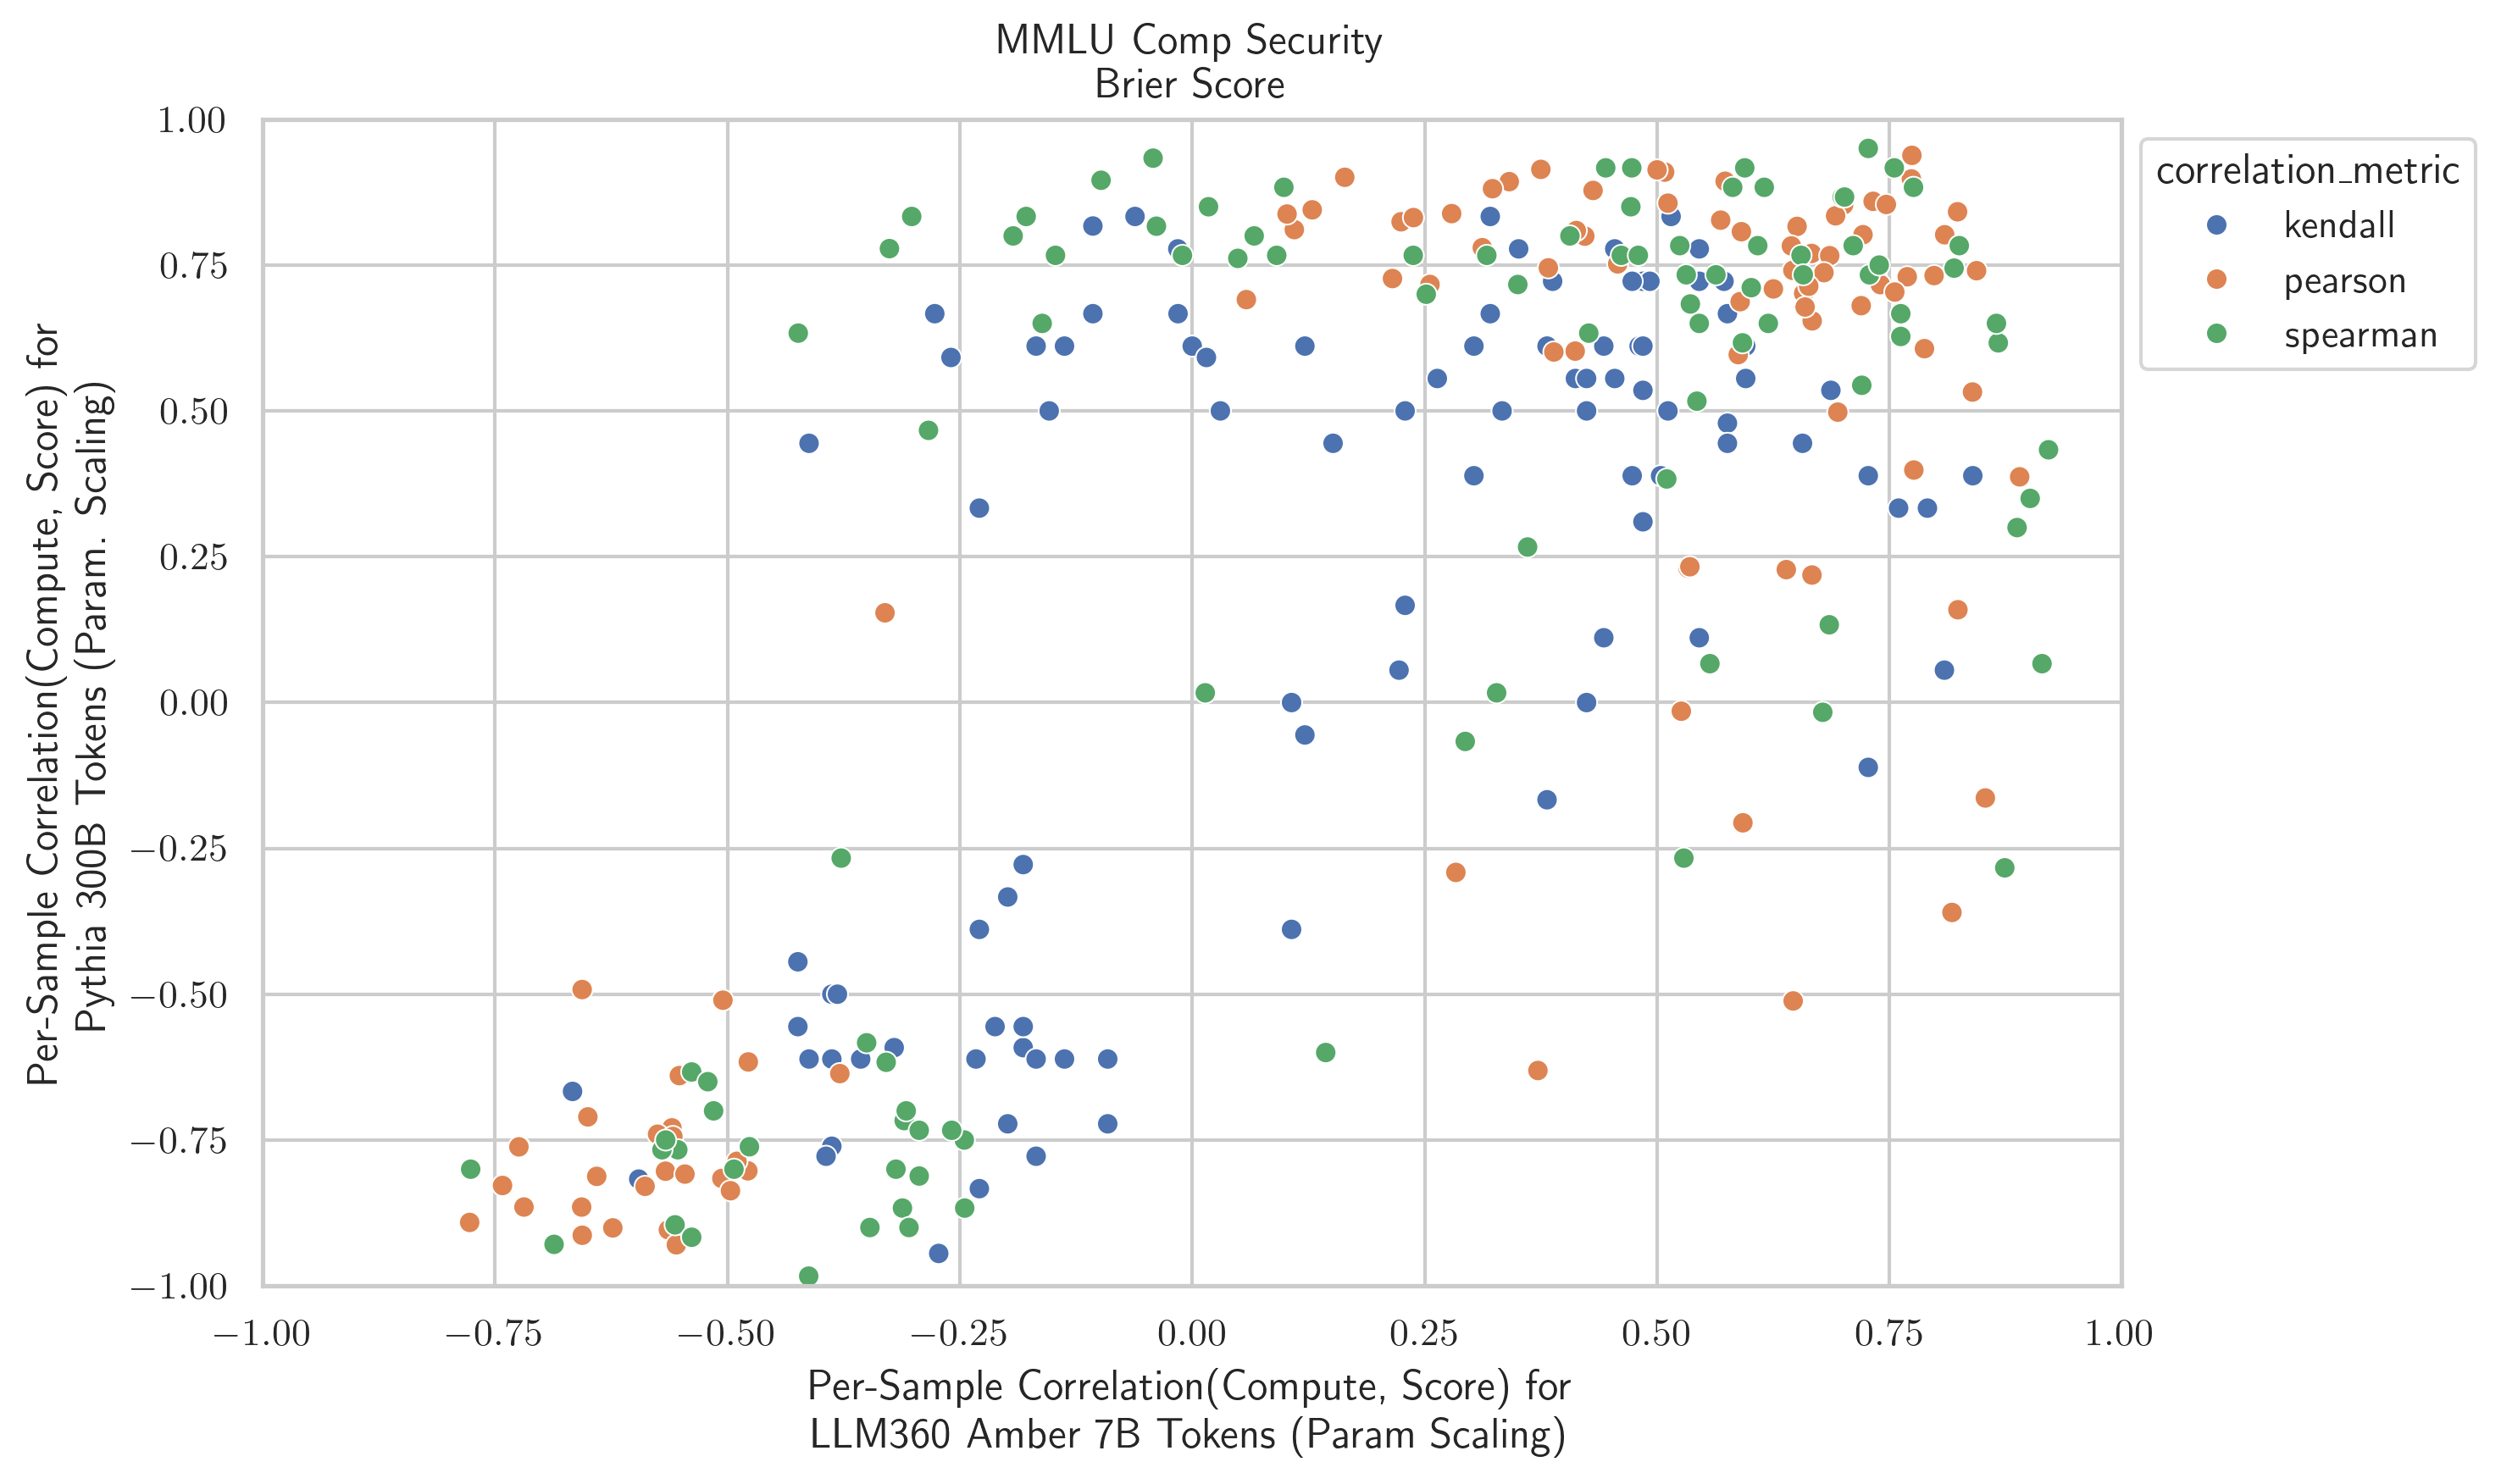 MMLU Comp Security
Brier Score
Per-Sample Correlation(Compute, Score) for
Pythia 300B Tokens (Param. Scaling)
1.00
0.75
0.50
0.25
0.00
−0.25
−0.50
−0.75
−1.00
−1.00 −0.75 −0.50 −0.25 0.00 0.25 0.50 0.75 1.00
Per-Sample Correlation(Compute, Score) for
LLM360 Amber 7B Tokens (Param Scaling)
correlation_metric
kendall
pearson
spearman